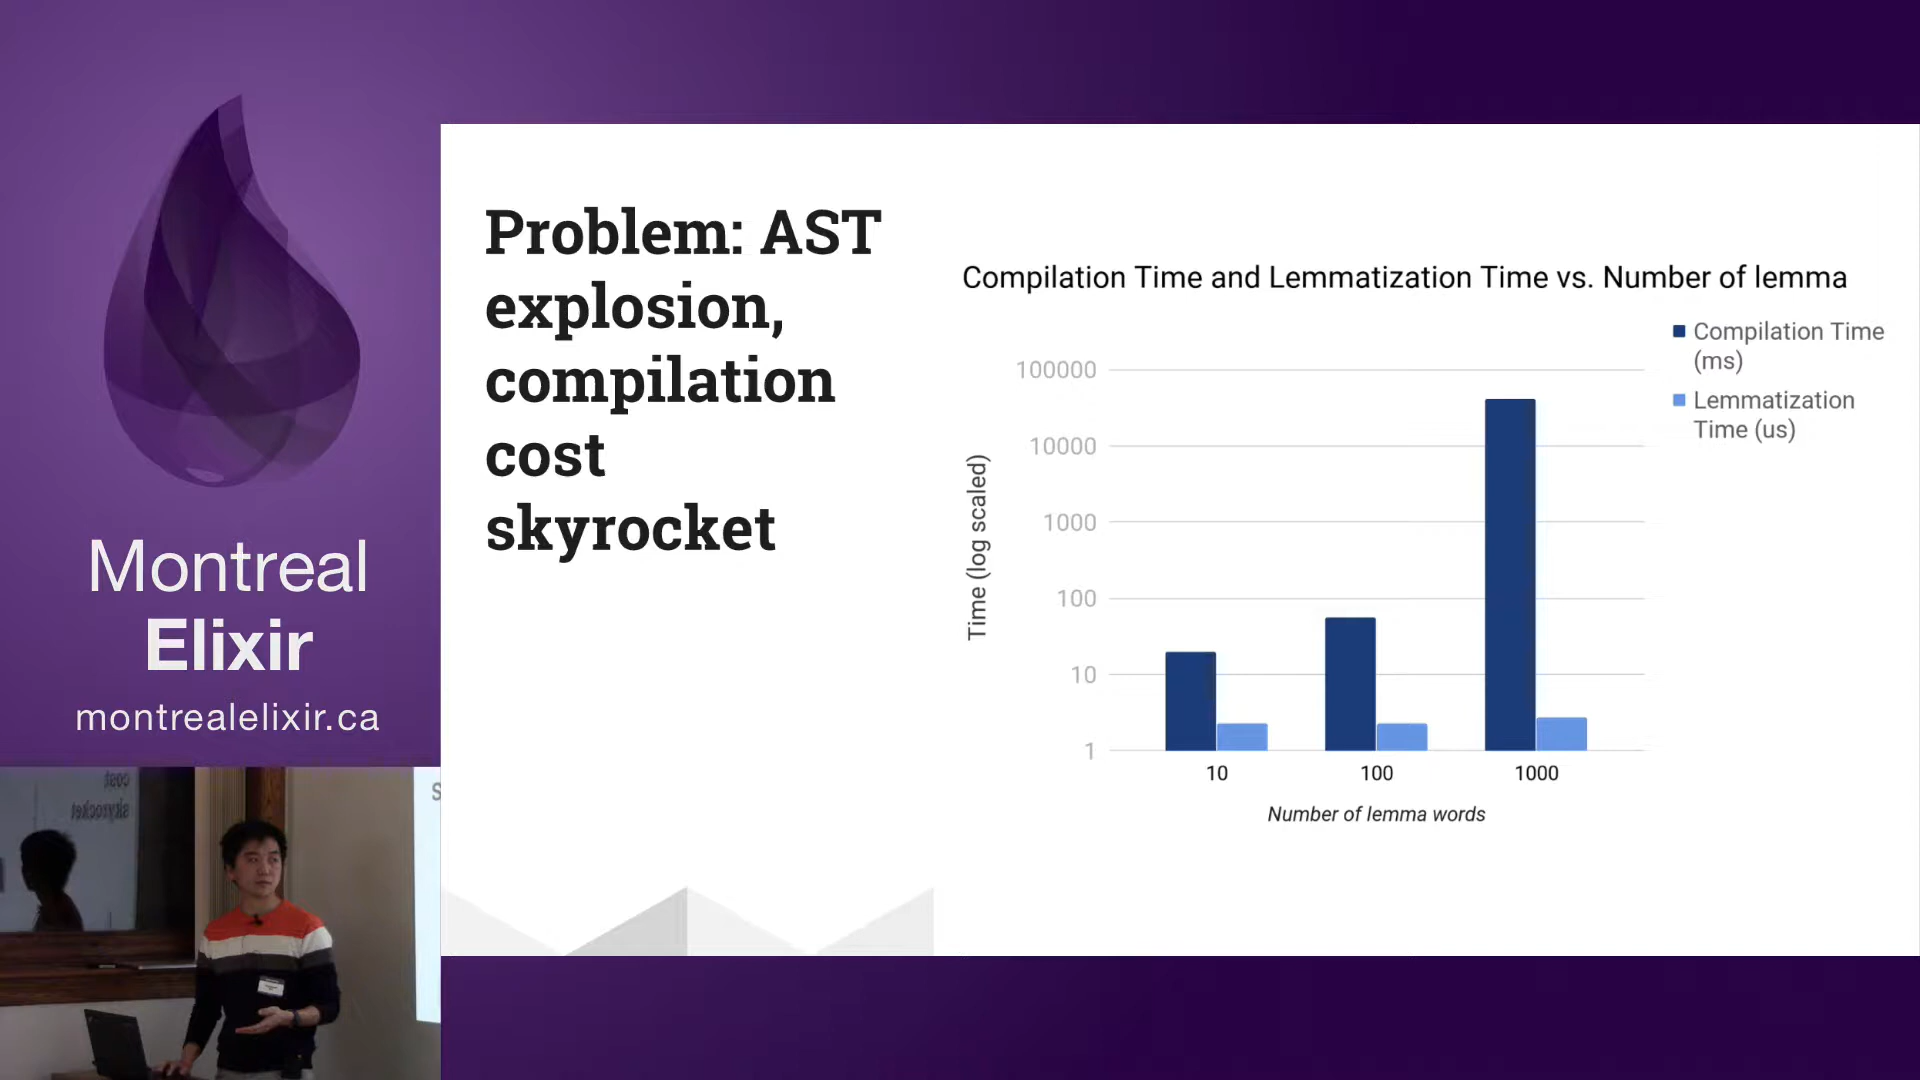 Montreal
Elixir
montrealelixir.ca
Problem: AST
explosion,
compilation
cost
skyrocket
Compilation Time and Lemmatization Time vs. Number of lemma
Compilation Time
(ms)
Lemmatization
Time (us)
Time (log scaled)
100000
10000
1000
100
10
1
10 100 1000
Number of lemma words
cost
skyrocket
S